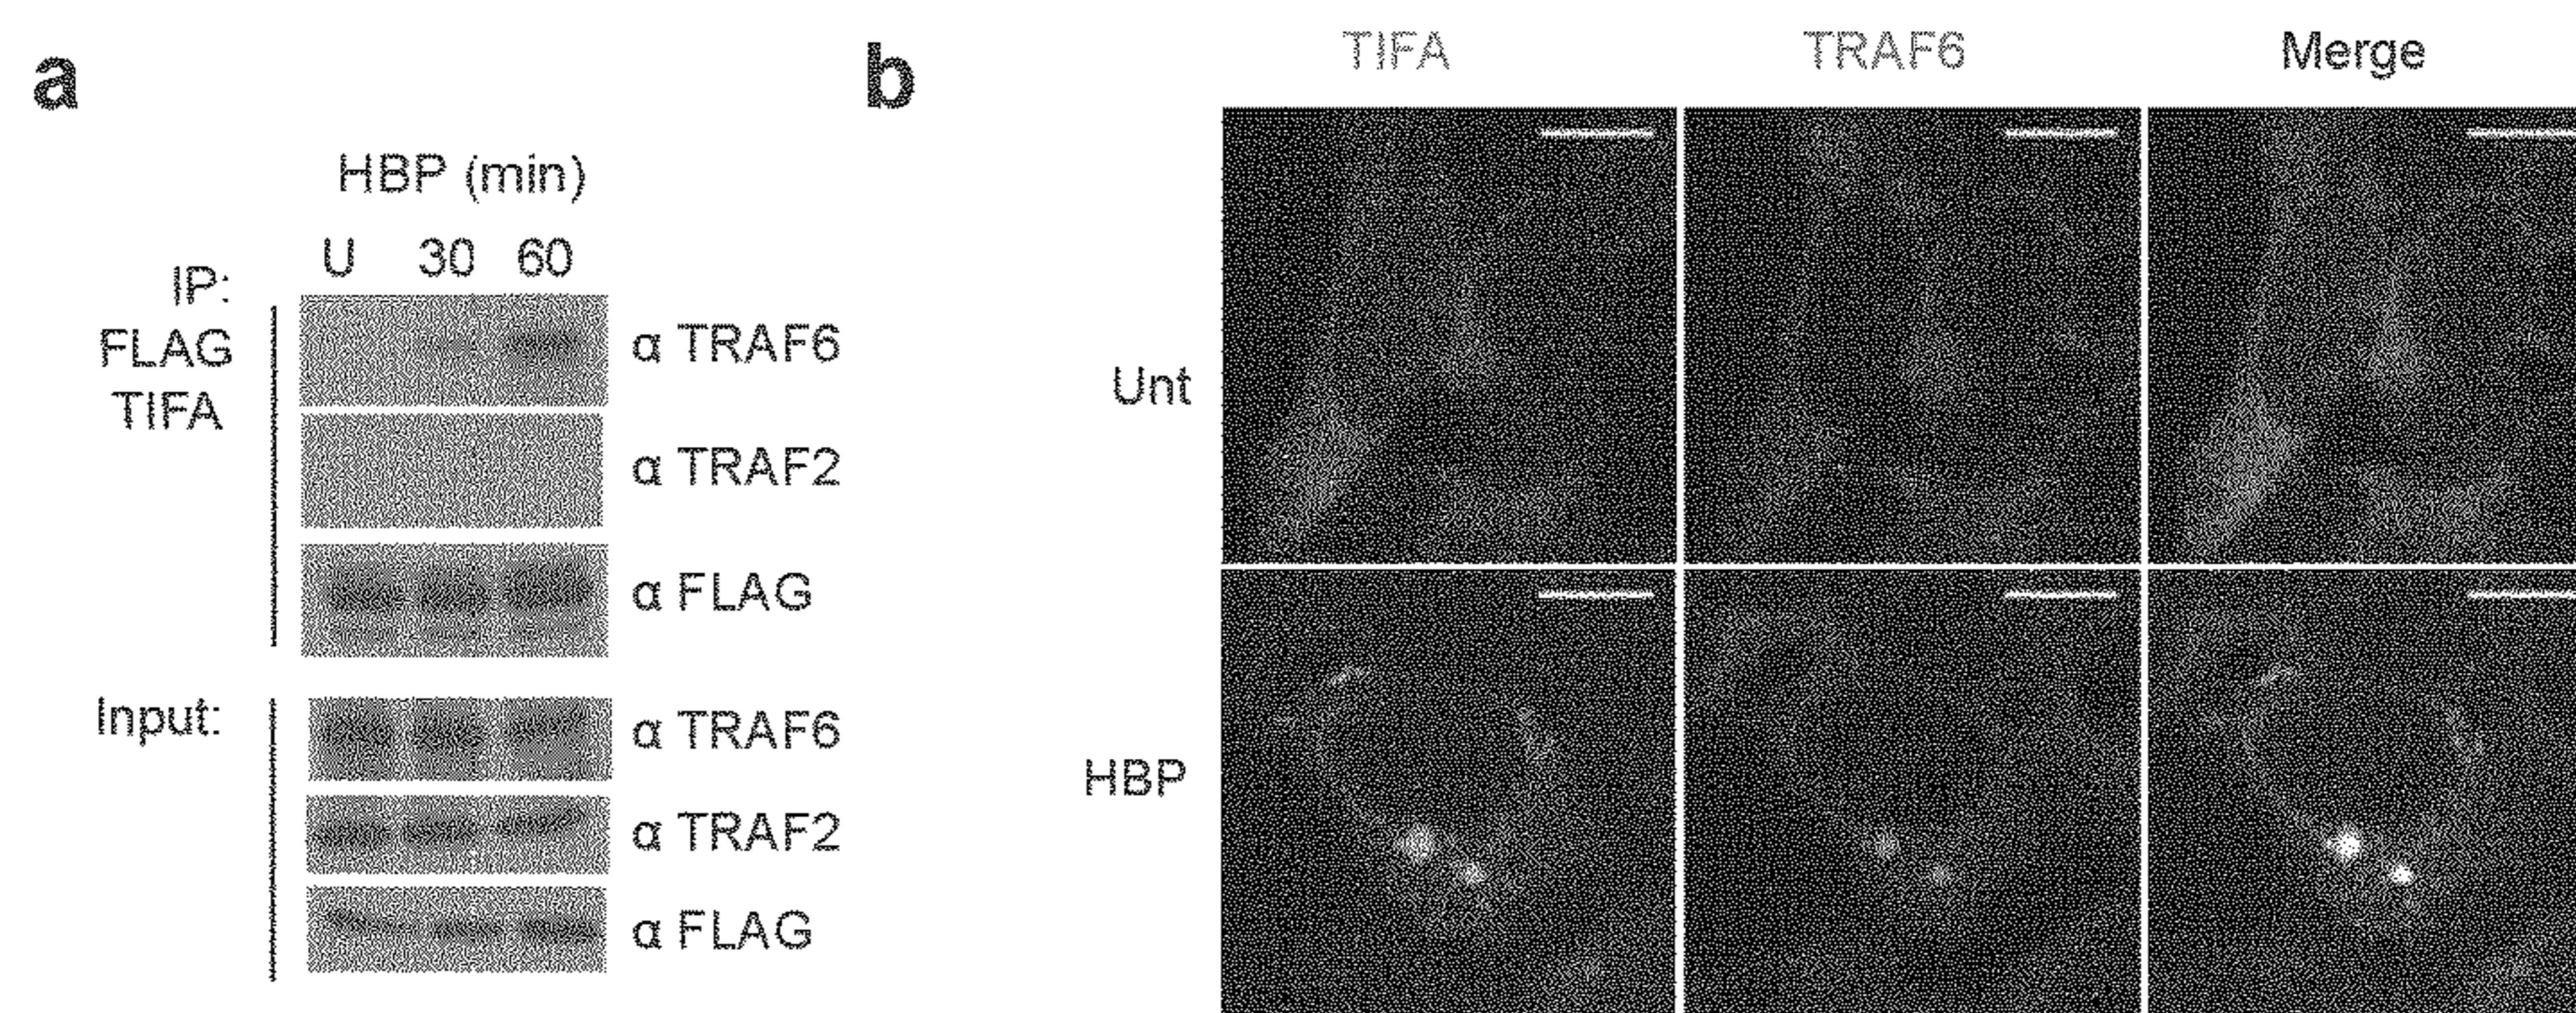 a
HBP (min)
U 30 60
IP:
FLAG
TIFA
α TRAF6
α TRAF2
α FLAG
Input:
α TRAF6
α TRAF2
α FLAG
b
TIFA TRAF6 Merge
Unt
HBP